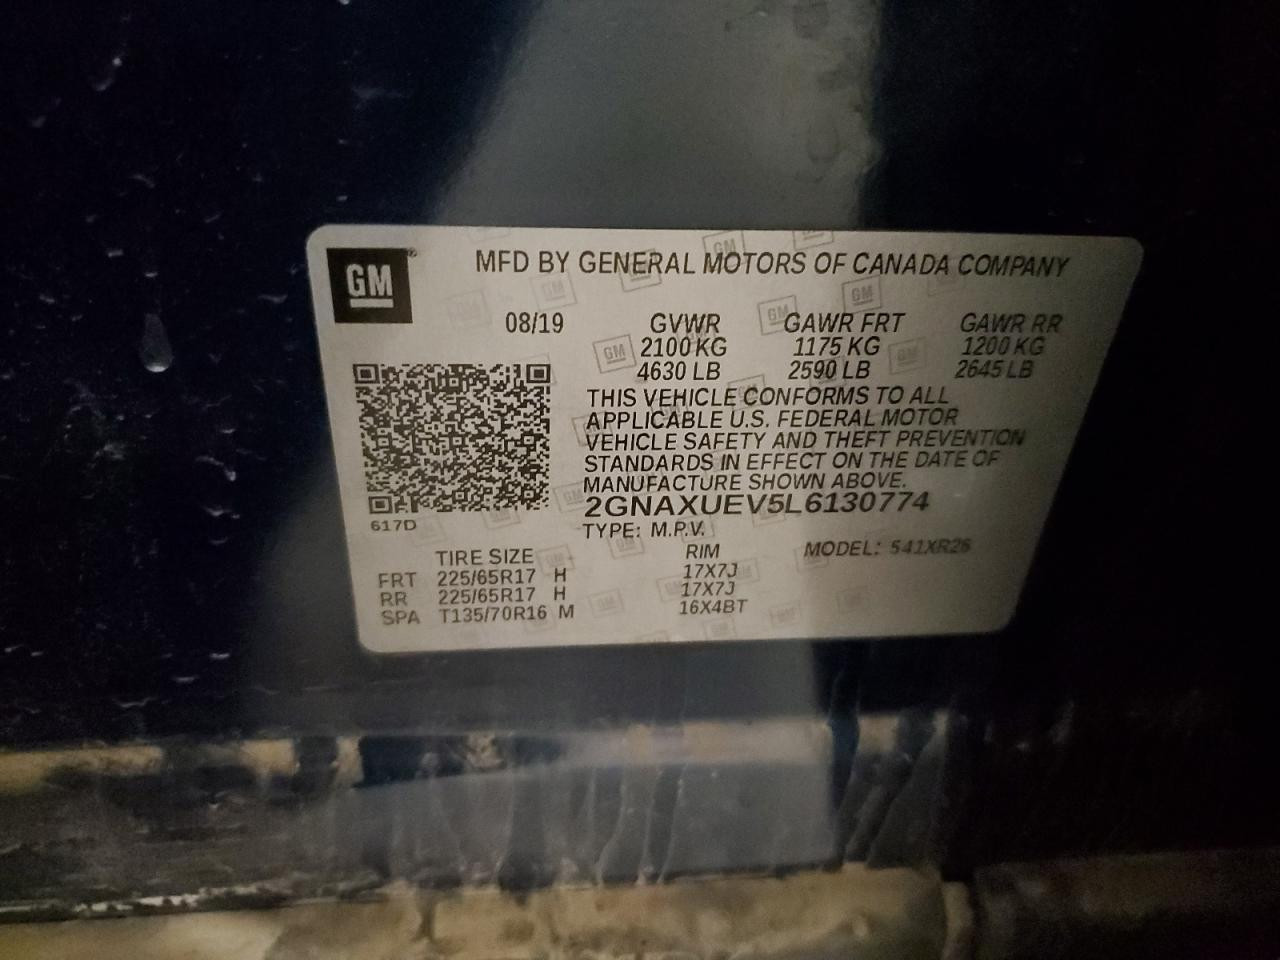 GM
MFD BY GENERAL MOTORS OF CANADA COMPANY
08/19 GVWR GAWR FRT GAWR RR
2100 KG 1175 KG 1200 KG
4630 LB 2590 LB 2645 LB
THIS VEHICLE CONFORMS TO ALL
APPLICABLE U.S. FEDERAL MOTOR
VEHICLE SAFETY AND THEFT PREVENTION
STANDARDS IN EFFECT ON THE DATE OF
MANUFACTURE SHOWN ABOVE.
2GNAXUEV5L6130774
617D
TYPE: M.P.V.
TIRE SIZE RIM MODEL: 541XR26
FRT 225/65R17 H 17X7J
RR 225/65R17 H 17X7J
SPA T135/70R16 M 16X4BT